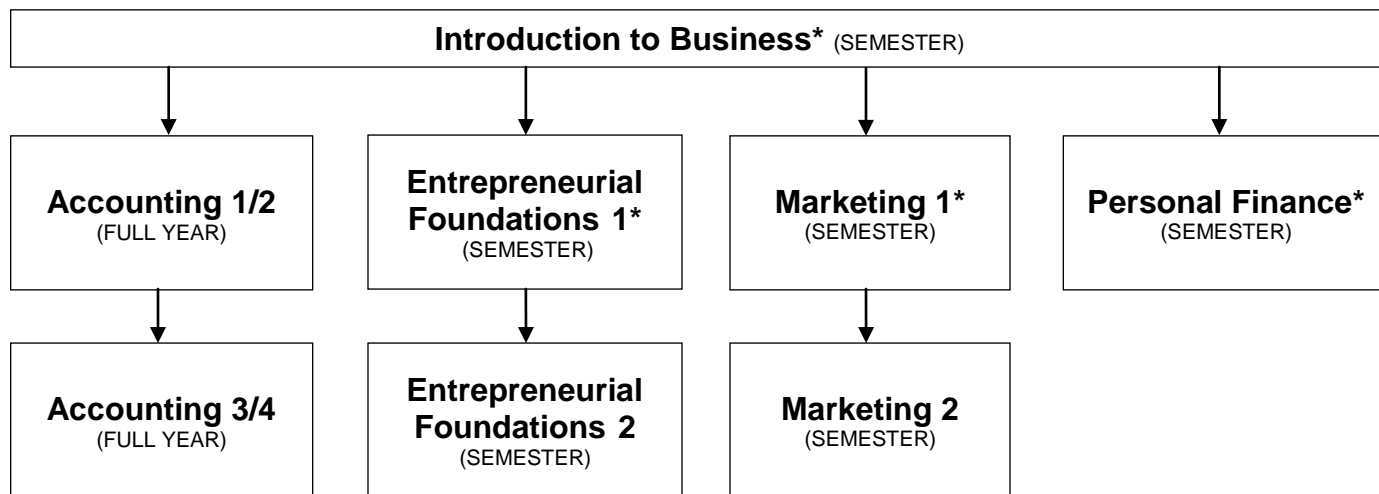 Introduction to Business* (SEMESTER)
Accounting 1/2
(FULL YEAR)
Entrepreneurial
Foundations 1*
(SEMESTER)
Marketing 1*
(SEMESTER)
Personal Finance*
(SEMESTER)
Accounting 3/4
(FULL YEAR)
Entrepreneurial
Foundations 2
(SEMESTER)
Marketing 2
(SEMESTER)